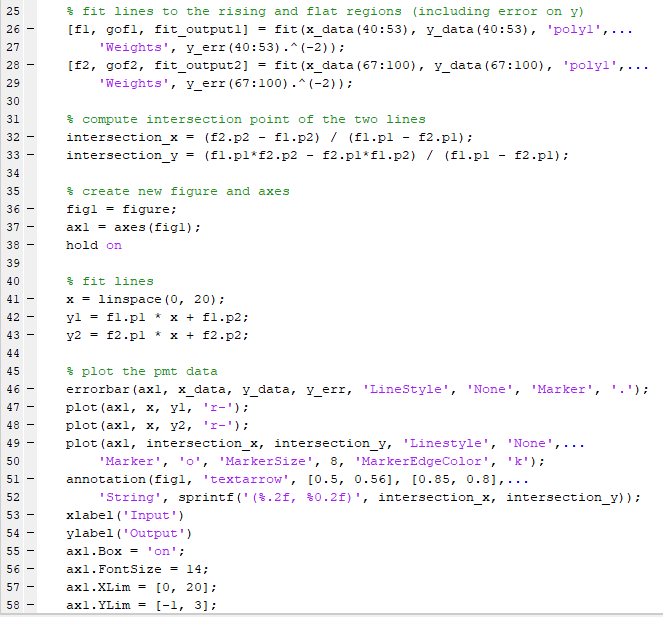 25 % fit lines to the rising and flat regions (including error on y)
26 - [f1, gof1, fit_output1] = fit(x_data(40:53), y_data(40:53), 'poly1',...
27 'Weights', y_err(40:53).^(-2));
28 - [f2, gof2, fit_output2] = fit(x_data(67:100), y_data(67:100), 'poly1',...
29 'Weights', y_err(67:100).^(-2));
30
31 % compute intersection point of the two lines
32 - intersection_x = (f2.p2 - f1.p2) / (f1.p1 - f2.p1);
33 - intersection_y = (f1.p1*f2.p2 - f2.p1*f1.p2) / (f1.p1 - f2.p1);
34
35 % create new figure and axes
36 - fig1 = figure;
37 - ax1 = axes(fig1);
38 - hold on
39
40 % fit lines
41 - x = linspace(0, 20);
42 - y1 = f1.p1 * x + f1.p2;
43 - y2 = f2.p1 * x + f2.p2;
44
45 % plot the pmt data
46 - errorbar(ax1, x_data, y_data, y_err, 'LineStyle', 'None', 'Marker', '.');
47 - plot(ax1, x, y1, 'r-');
48 - plot(ax1, x, y2, 'r-');
49 - plot(ax1, intersection_x, intersection_y, 'Linestyle', 'None',...
50 'Marker', 'o', 'MarkerSize', 8, 'MarkerEdgeColor', 'k');
51 - annotation(fig1, 'textarrow', [0.5, 0.56], [0.85, 0.8],...
52 'String', sprintf('(%.2f, %0.2f)', intersection_x, intersection_y));
53 - xlabel('Input')
54 - ylabel('Output')
55 - ax1.Box = 'on';
56 - ax1.FontSize = 14;
57 - ax1.XLim = [0, 20];
58 - ax1.YLim = [-1, 3];